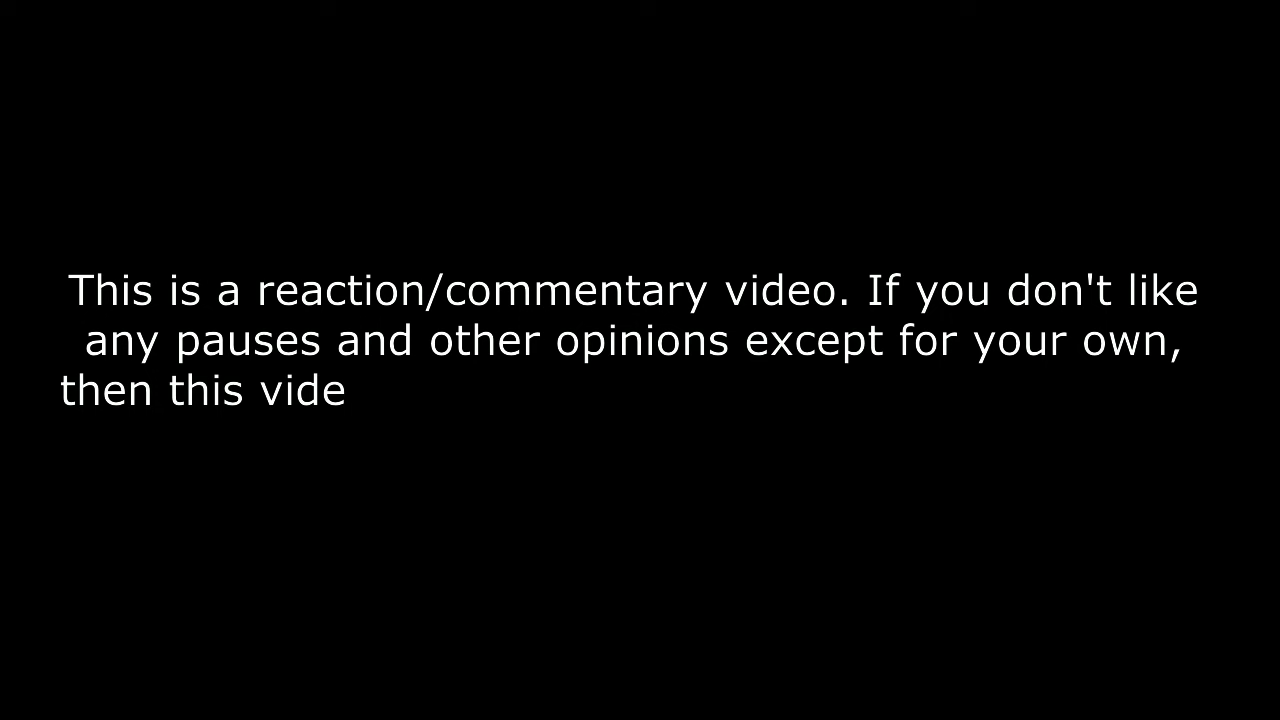 This is a reaction/commentary video. If you don't like
any pauses and other opinions except for your own,
then this vide